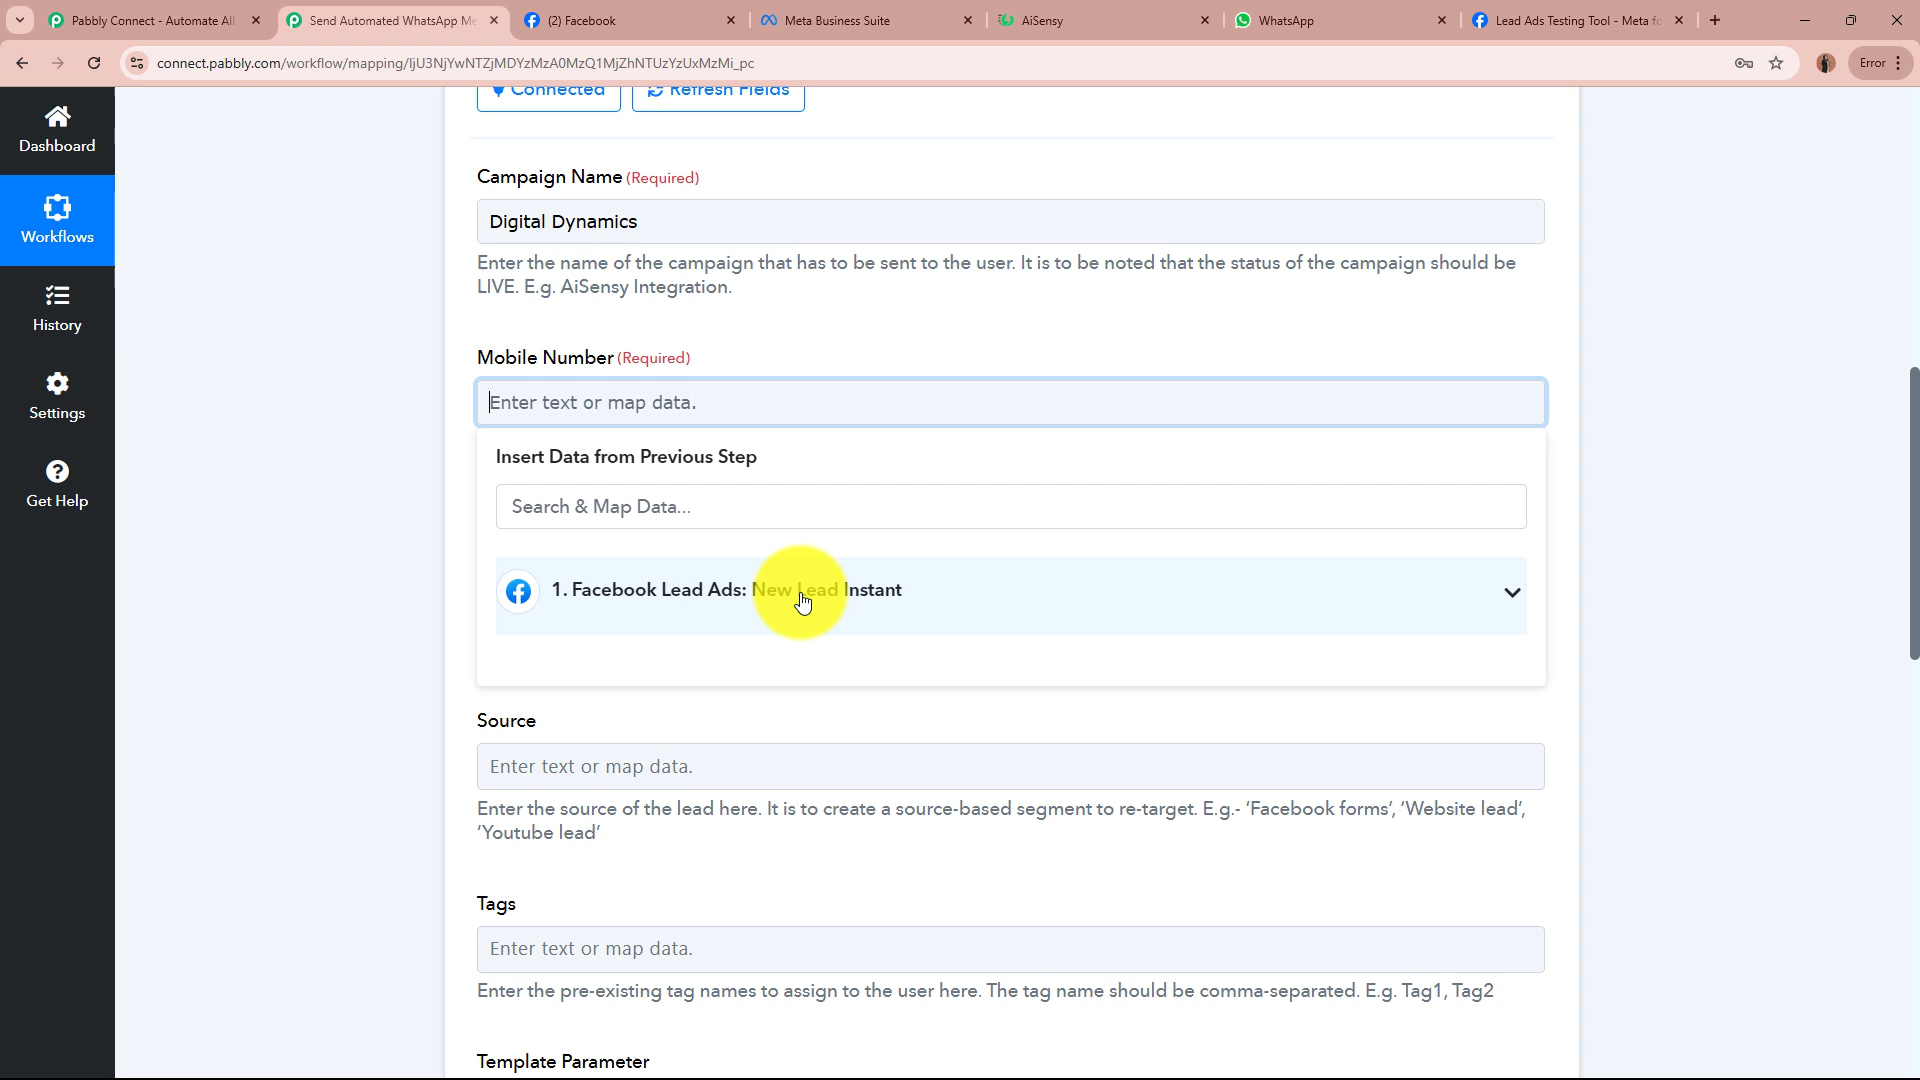 Pabbly Connect - Automate All
Send Automated WhatsApp Me
(2) Facebook
Meta Business Suite
AiSensy
WhatsApp
Lead Ads Testing Tool - Meta fo
connect.pabbly.com/workflow/mapping/IjU3NjYwNTZjMDYzMzA0MzQ1MjZhNTUzYzUxMzMi_pc
Error
Dashboard
Workflows
History
Settings
Get Help
Connected
Refresh Fields
Campaign Name (Required)
Digital Dynamics
Enter the name of the campaign that has to be sent to the user. It is to be noted that the status of the campaign should be
LIVE. E.g. AiSensy Integration.
Mobile Number (Required)
Enter text or map data.
Insert Data from Previous Step
Search & Map Data...
1. Facebook Lead Ads: New Lead Instant
Source
Enter text or map data.
Enter the source of the lead here. It is to create a source-based segment to re-target. E.g.- ‘Facebook forms’, ‘Website lead’,
‘Youtube lead’
Tags
Enter text or map data.
Enter the pre-existing tag names to assign to the user here. The tag name should be comma-separated. E.g. Tag1, Tag2
Template Parameter